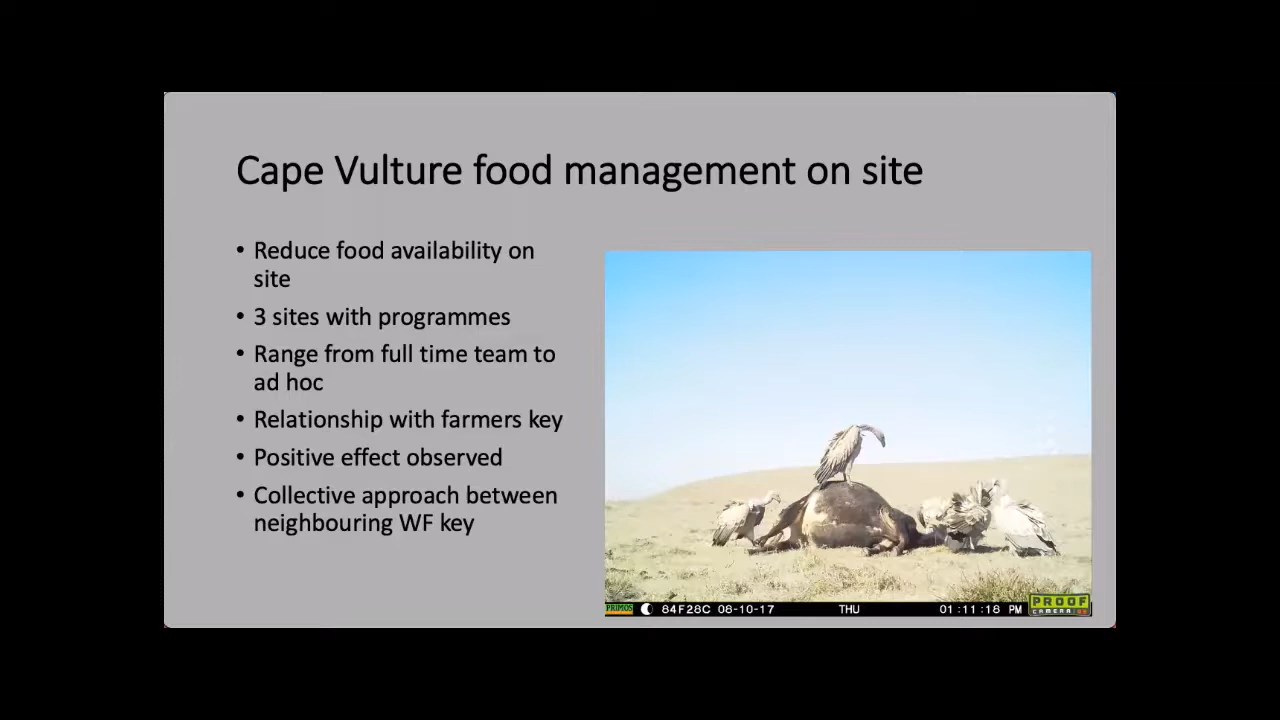 Cape Vulture food management on site
• Reduce food availability on
site
• 3 sites with programmes
• Range from full time team to
ad hoc
• Relationship with farmers key
• Positive effect observed
• Collective approach between
neighbouring WF key
PRIMOS 84F28C 08-10-17 THU 01:11:18 PM PROOF
CAMERA